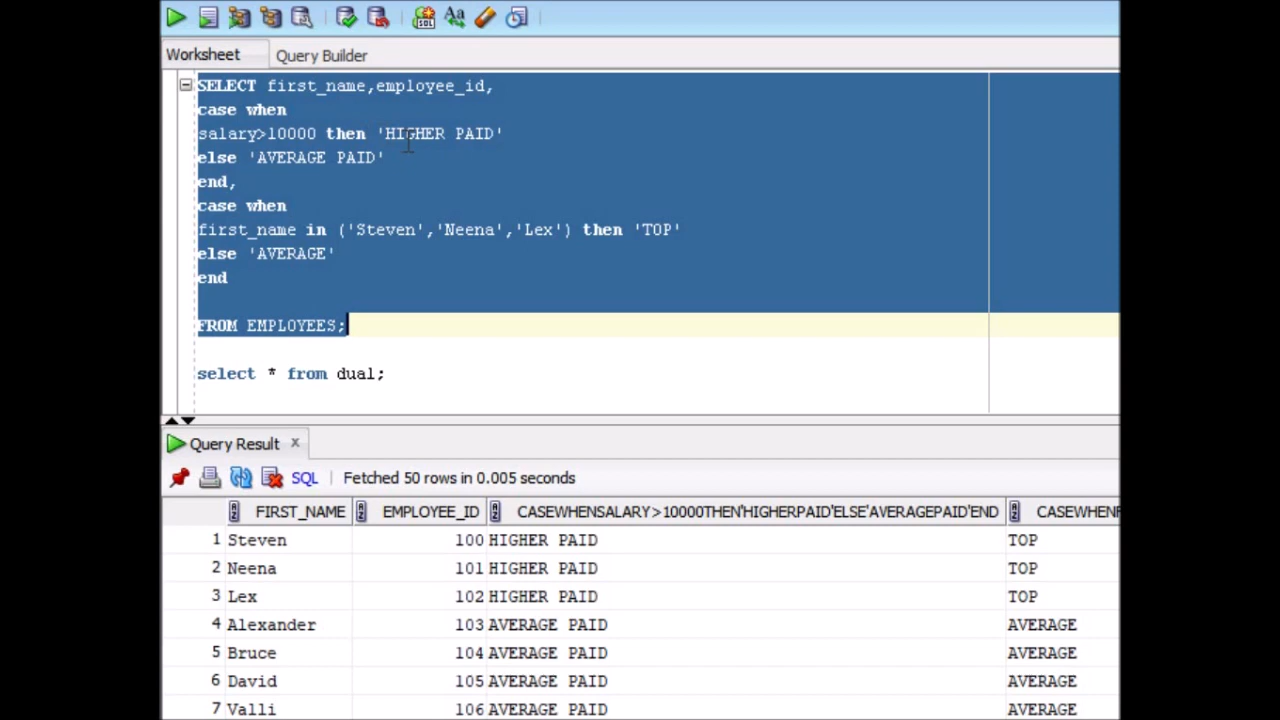 Worksheet Query Builder
SELECT first_name,employee_id,
case when
salary>10000 then 'HIGHER PAID'
else 'AVERAGE PAID'
end,
case when
first_name in ('Steven','Neena','Lex') then 'TOP'
else 'AVERAGE'
end
FROM EMPLOYEES;
select * from dual;
Query Result x
SQL | Fetched 50 rows in 0.005 seconds
FIRST_NAME EMPLOYEE_ID CASEWHENSALARY>10000THEN'HIGHERPAID'ELSE'AVERAGEPAID'END CASEWHENF
1 Steven 100 HIGHER PAID TOP
2 Neena 101 HIGHER PAID TOP
3 Lex 102 HIGHER PAID TOP
4 Alexander 103 AVERAGE PAID AVERAGE
5 Bruce 104 AVERAGE PAID AVERAGE
6 David 105 AVERAGE PAID AVERAGE
7 Valli 106 AVERAGE PAID AVERAGE